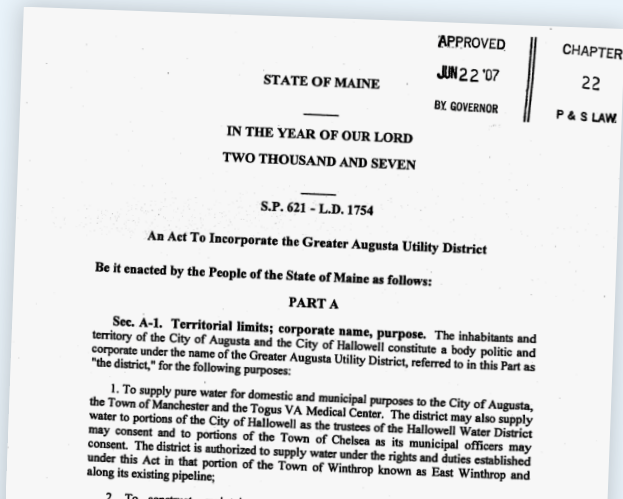 APPROVED
JUN 22 '07
BY GOVERNOR
CHAPTER
22
P & S LAW
STATE OF MAINE
IN THE YEAR OF OUR LORD
TWO THOUSAND AND SEVEN
S.P. 621 - L.D. 1754
An Act To Incorporate the Greater Augusta Utility District
Be it enacted by the People of the State of Maine as follows:
PART A
Sec. A-1. Territorial limits; corporate name, purpose. The inhabitants and
territory of the City of Augusta and the City of Hallowell constitute a body politic and
corporate under the name of the Greater Augusta Utility District, referred to in this Part as
"the district," for the following purposes:
1. To supply pure water for domestic and municipal purposes to the City of Augusta,
the Town of Manchester and the Togus VA Medical Center. The district may also supply
water to portions of the City of Hallowell as the trustees of the Hallowell Water District
may consent and to portions of the Town of Chelsea as its municipal officers may
consent. The district is authorized to supply water under the rights and duties established
under this Act in that portion of the Town of Winthrop known as East Winthrop and
along its existing pipeline;
2. To